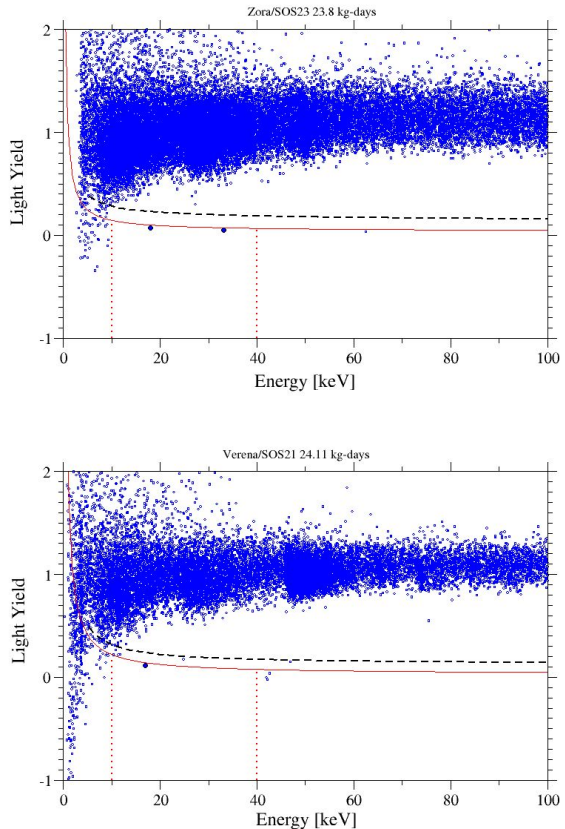 Zora/SOS23 23.8 kg-days
2
1
0
-1
Light Yield
0 20 40 60 80 100
Energy [keV]
Verena/SOS21 24.11 kg-days
2
1
0
-1
Light Yield
0 20 40 60 80 100
Energy [keV]